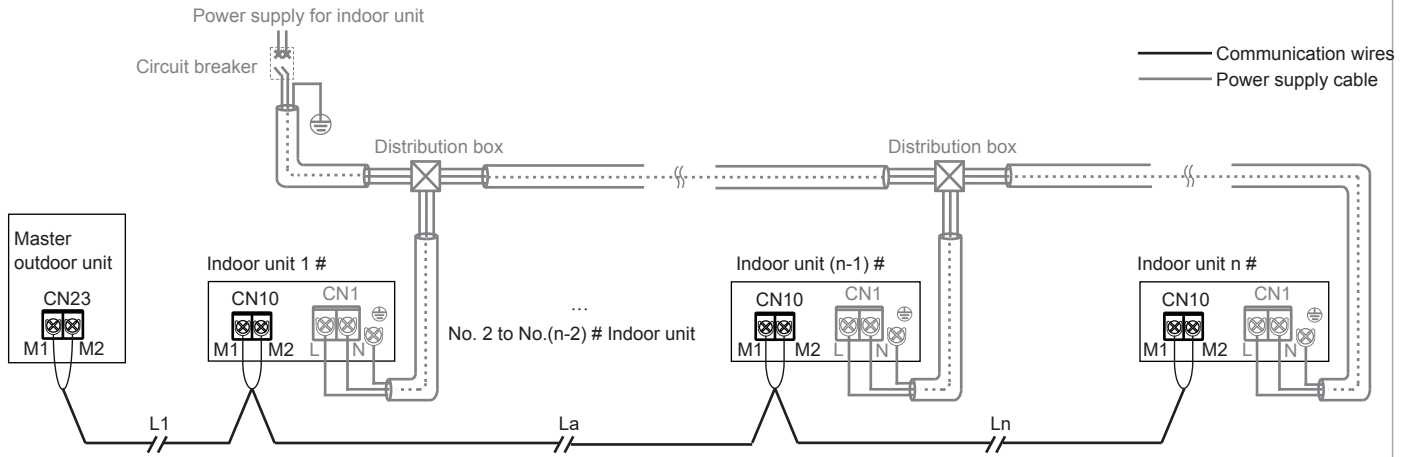 Power supply for indoor unit
Circuit breaker
Communication wires
Power supply cable
Distribution box
Distribution box
Master
outdoor unit
CN23
M1 M2
Indoor unit 1 #
CN10 CN1
M1 M2 L N
...
No. 2 to No.(n-2) # Indoor unit
Indoor unit (n-1) #
CN10 CN1
M1 M2 L N
Indoor unit n #
CN10 CN1
M1 M2 L N
L1
La
Ln